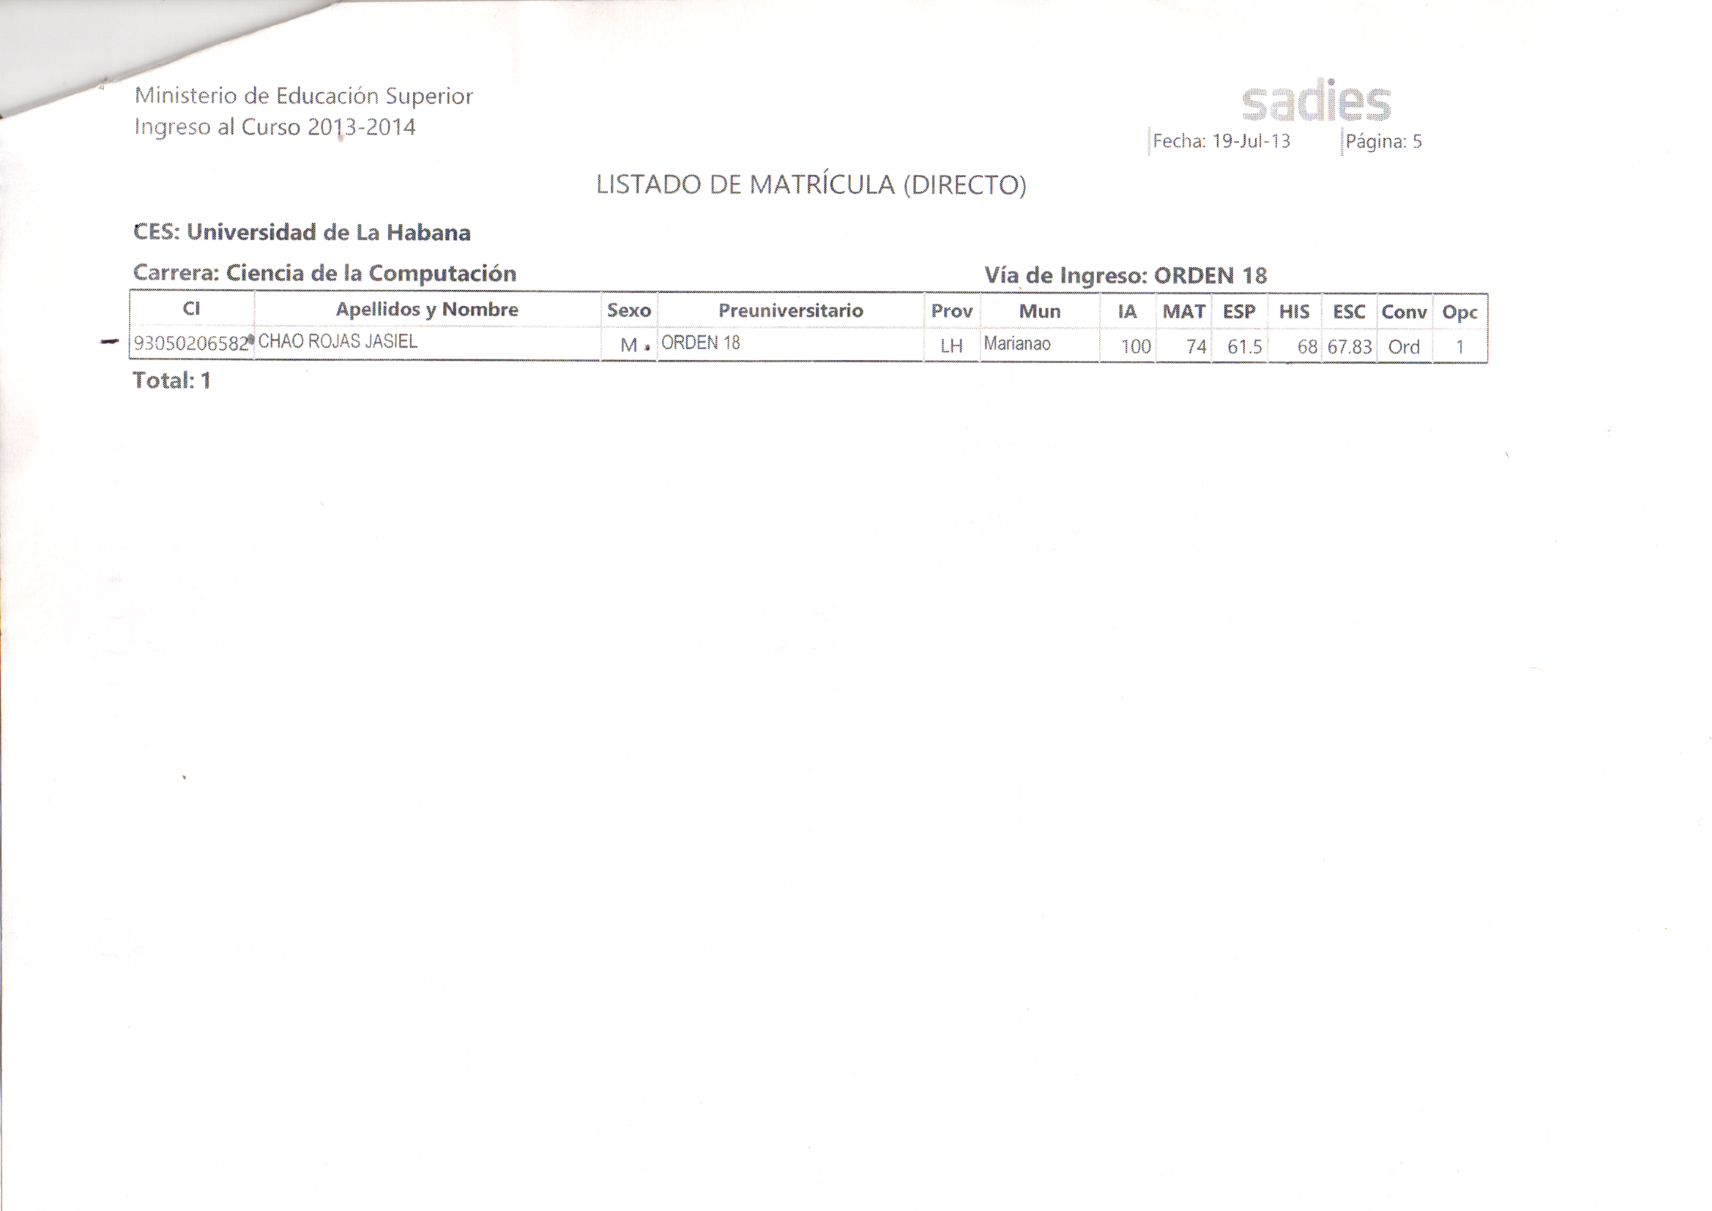 Ministerio de Educación Superior
Ingreso al Curso 2013-2014
sadies
Fecha: 19-Jul-13 Página: 5
LISTADO DE MATRÍCULA (DIRECTO)
CES: Universidad de La Habana
Carrera: Ciencia de la Computación Vía de Ingreso: ORDEN 18
CI Apellidos y Nombre Sexo Preuniversitario Prov Mun IA MAT ESP HIS ESC Conv Opc
93050206582 CHAO ROJAS JASIEL M ORDEN 18 LH Marianao 100 74 61.5 68 67.83 Ord 1
Total: 1